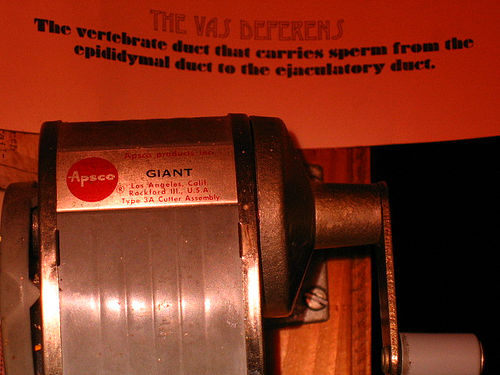 THE VAS DEFERENS
The vertebrate duct that carries sperm from the
epididymal duct to the ejaculatory duct.
Apsco products Inc.
Apsco
GIANT
®
Los Angeles, Calif.
Rockford Ill., U.S.A
Type 3A Cutter Assembly